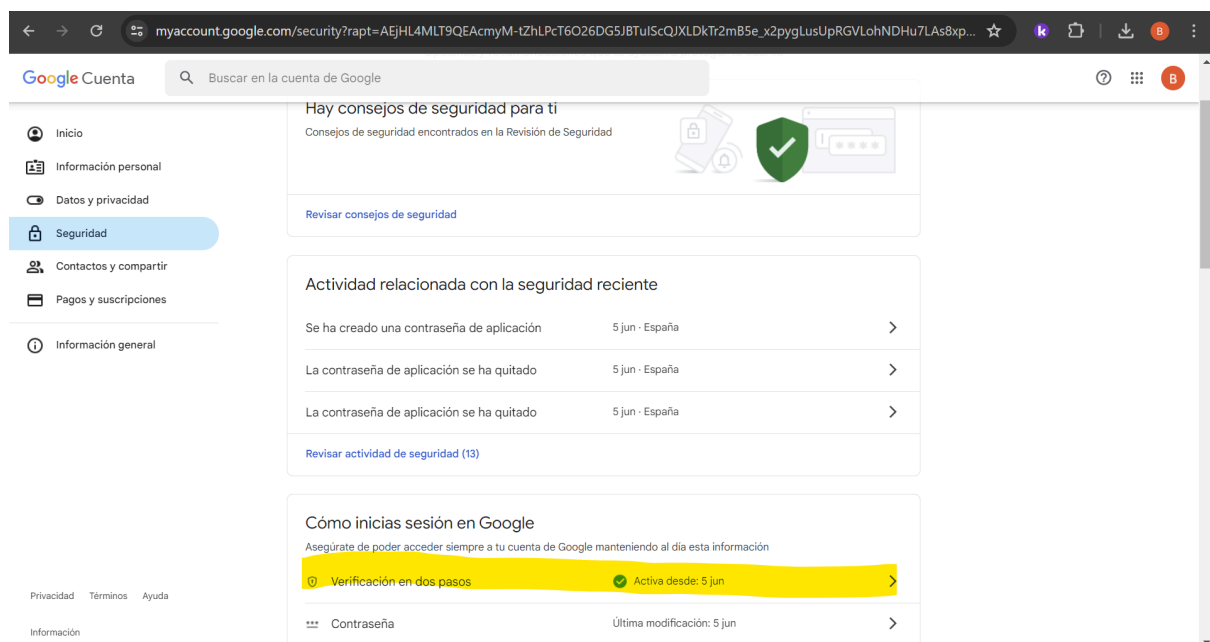 myaccount.google.com/security?rapt=AEjHL4MLT9QEAcmyM-tZhLPcT6O26DG5JBTuIScQJXLDkTr2mB5e_x2pygLusUpRGVLohNDHu7LAs8xp...
k
B
Google Cuenta
Buscar en la cuenta de Google
B
Inicio
Información personal
Datos y privacidad
Seguridad
Contactos y compartir
Pagos y suscripciones
Información general
Privacidad Términos Ayuda
Información
Hay consejos de seguridad para ti
Consejos de seguridad encontrados en la Revisión de Seguridad
Revisar consejos de seguridad
Actividad relacionada con la seguridad reciente
Se ha creado una contraseña de aplicación 5 jun · España
La contraseña de aplicación se ha quitado 5 jun · España
La contraseña de aplicación se ha quitado 5 jun · España
Revisar actividad de seguridad (13)
Cómo inicias sesión en Google
Asegúrate de poder acceder siempre a tu cuenta de Google manteniendo al día esta información
Verificación en dos pasos Activa desde: 5 jun
Contraseña Última modificación: 5 jun